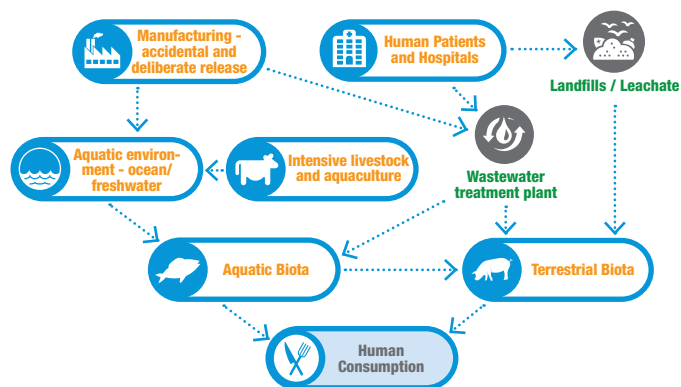 Manufacturing -
accidental and
deliberate release
Human Patients
and Hospitals
Landfills / Leachate
Aquatic environ-
ment - ocean/
freshwater
Intensive livestock
and aquaculture
Wastewater
treatment plant
Aquatic Biota
Terrestrial Biota
Human
Consumption